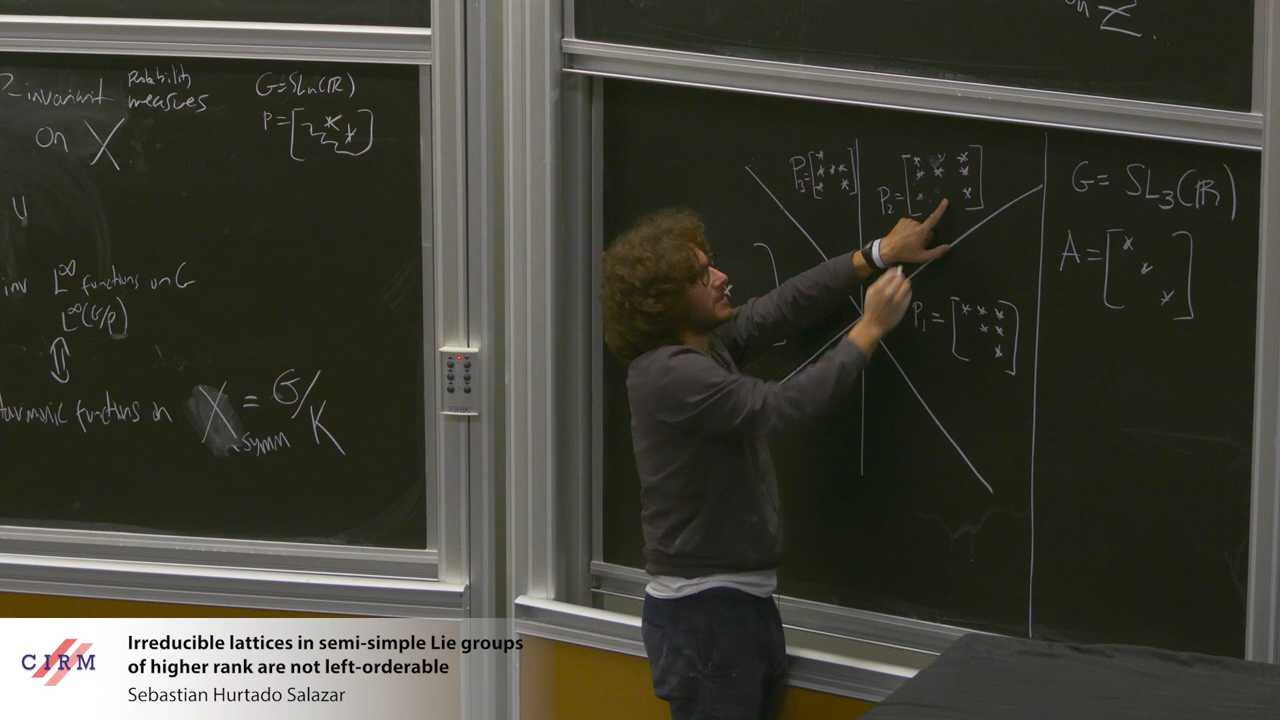 P-invariant Probability measures
on X
G=SLn(R)
P=[* *]
U
inv L^∞ functions on G
L^∞(G/P)
⇕
Harmonic functions on X symm = G/K
on Z.
P3=
P2=
P1=[* * *
* *
*]
G= SL3(R)
A=[*
*
*]
CIRM
Irreducible lattices in semi-simple Lie groups
of higher rank are not left-orderable
Sebastian Hurtado Salazar